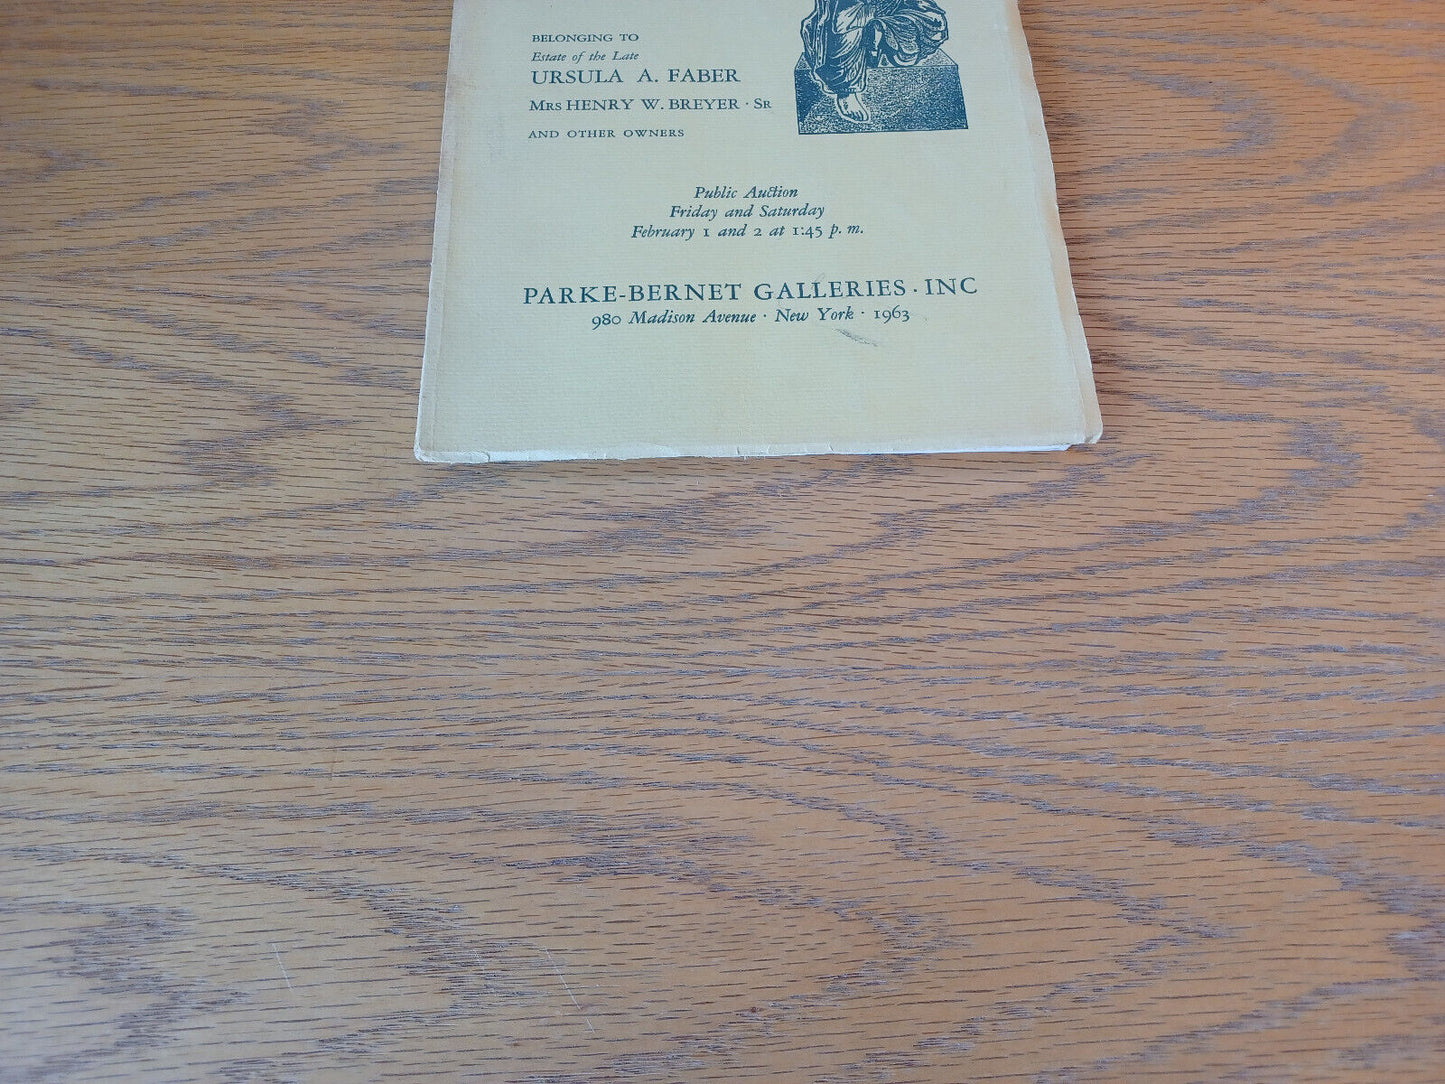 BELONGING TO
Estate of the Late
URSULA A. FABER
MRS HENRY W. BREYER · SR
AND OTHER OWNERS
Public Auction
Friday and Saturday
February 1 and 2 at 1:45 p. m.
PARKE-BERNET GALLERIES · INC
980 Madison Avenue · New York · 1963